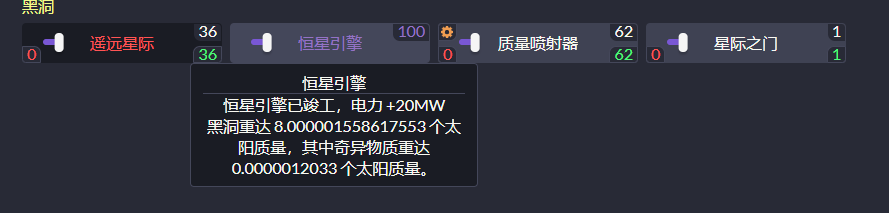 黑洞
遥远星际 36
0 36
恒星引擎 100
质量喷射器 62
0 62
星际之门 1
0 1
恒星引擎
恒星引擎已竣工，电力 +20MW
黑洞重达 8.000001558617553 个太
阳质量，其中奇异物质重达
0.0000012033 个太阳质量。